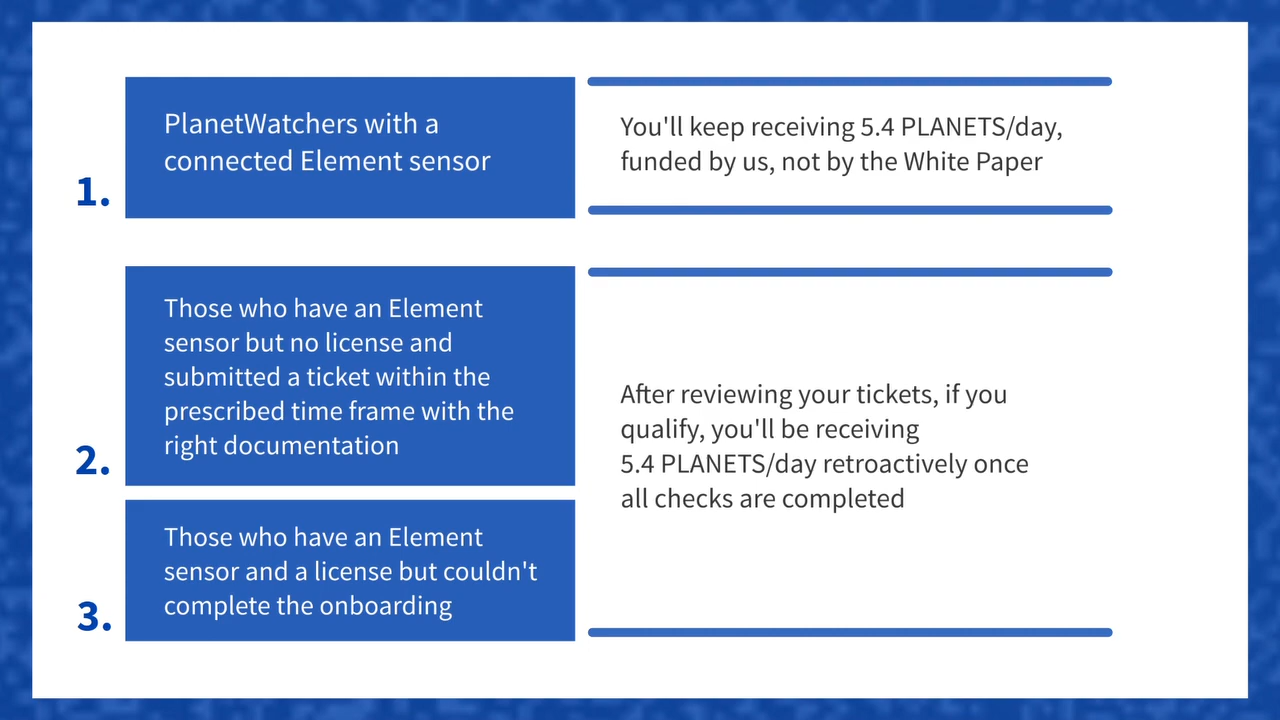 1.
PlanetWatchers with a
connected Element sensor
You'll keep receiving 5.4 PLANETS/day,
funded by us, not by the White Paper
2.
Those who have an Element
sensor but no license and
submitted a ticket within the
prescribed time frame with the
right documentation
3.
Those who have an Element
sensor and a license but couldn't
complete the onboarding
After reviewing your tickets, if you
qualify, you'll be receiving
5.4 PLANETS/day retroactively once
all checks are completed